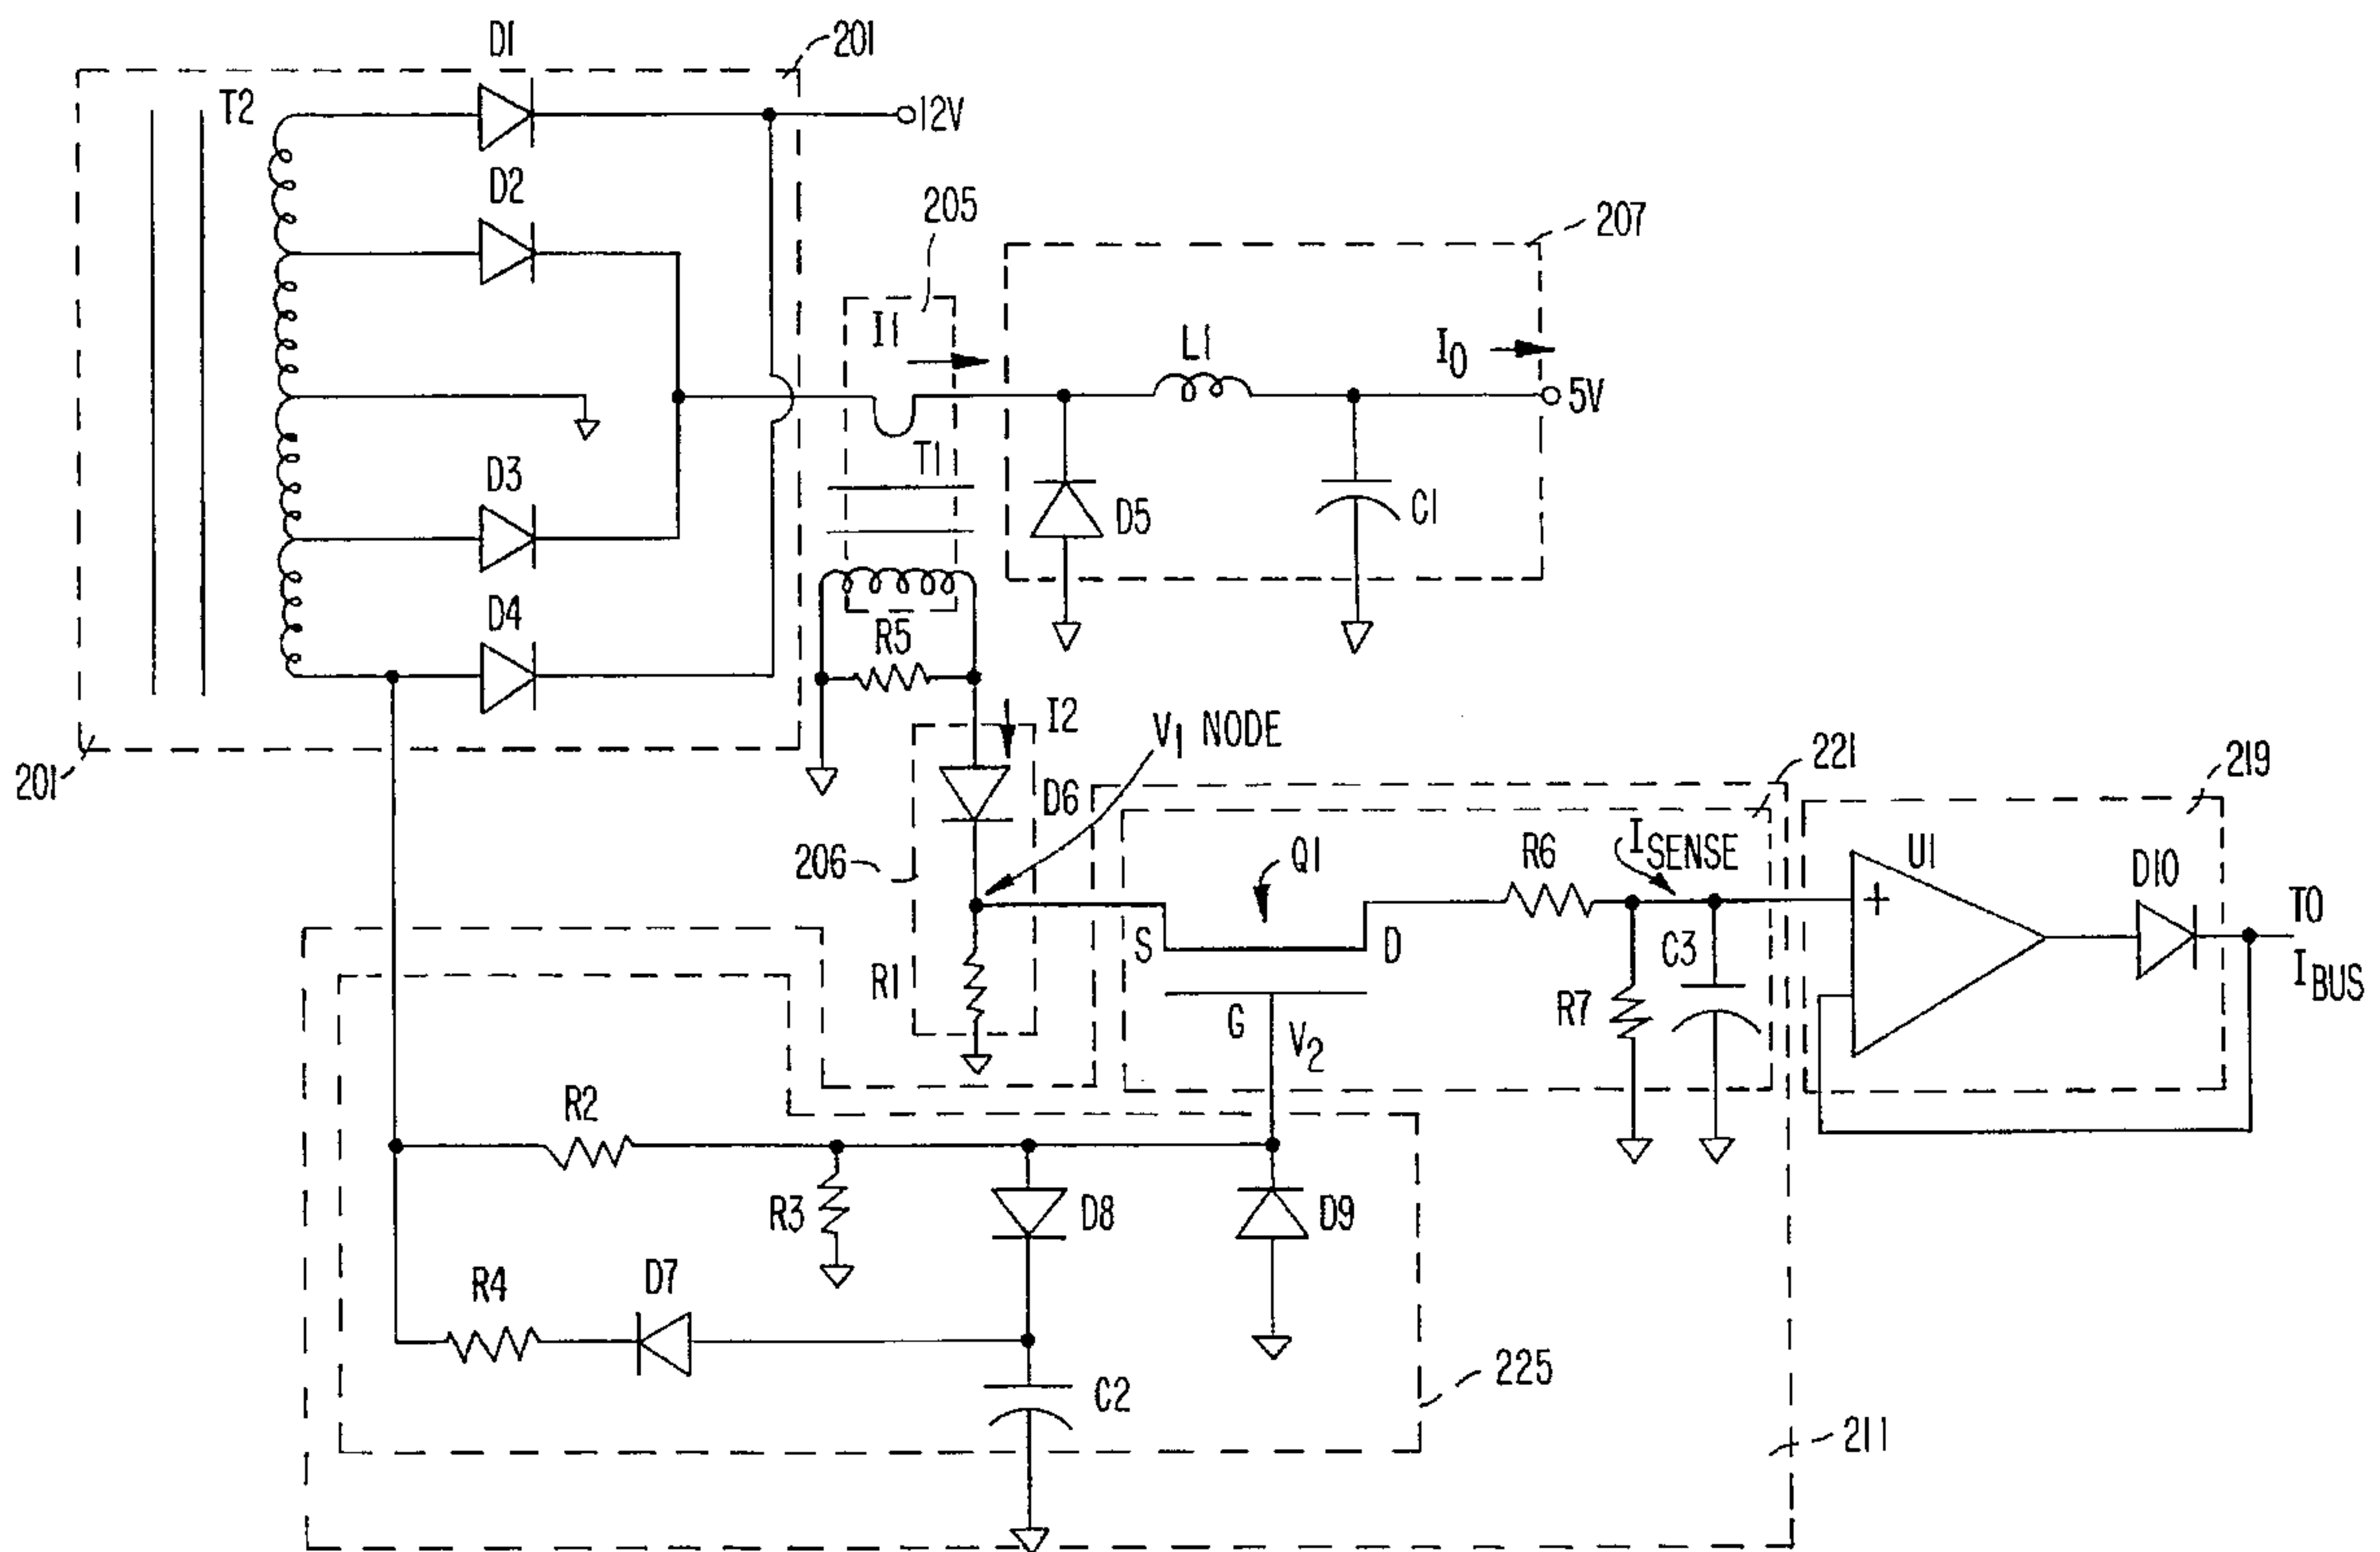 D1
201
T2
12V
D2
205
207
I1
L1
I0
5V
T1
D3
D5
C1
D4
R5
I2
V1 NODE
201
221
219
D6
206
Q1
R6
ISENSE
U1
D10
+
TO
IBUS
S
D
C3
R1
R7
G
V2
R2
R3
D8
D9
R4
D7
C2
225
211